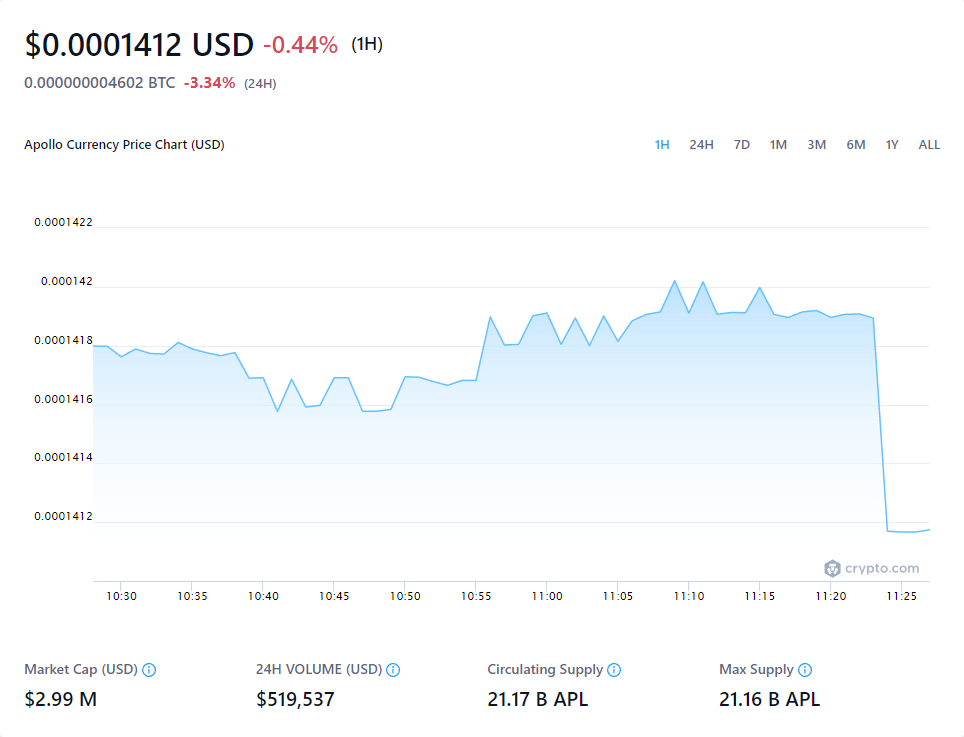 $0.0001412 USD -0.44% (1H)
0.000000004602 BTC -3.34% (24H)
Apollo Currency Price Chart (USD) 1H 24H 7D 1M 3M 6M 1Y ALL
0.0001422
0.000142
0.0001418
0.0001416
0.0001414
0.0001412
crypto.com
10:30 10:35 10:40 10:45 10:50 10:55 11:00 11:05 11:10 11:15 11:20 11:25
Market Cap (USD) 24H VOLUME (USD) Circulating Supply Max Supply
$2.99 M $519,537 21.17 B APL 21.16 B APL